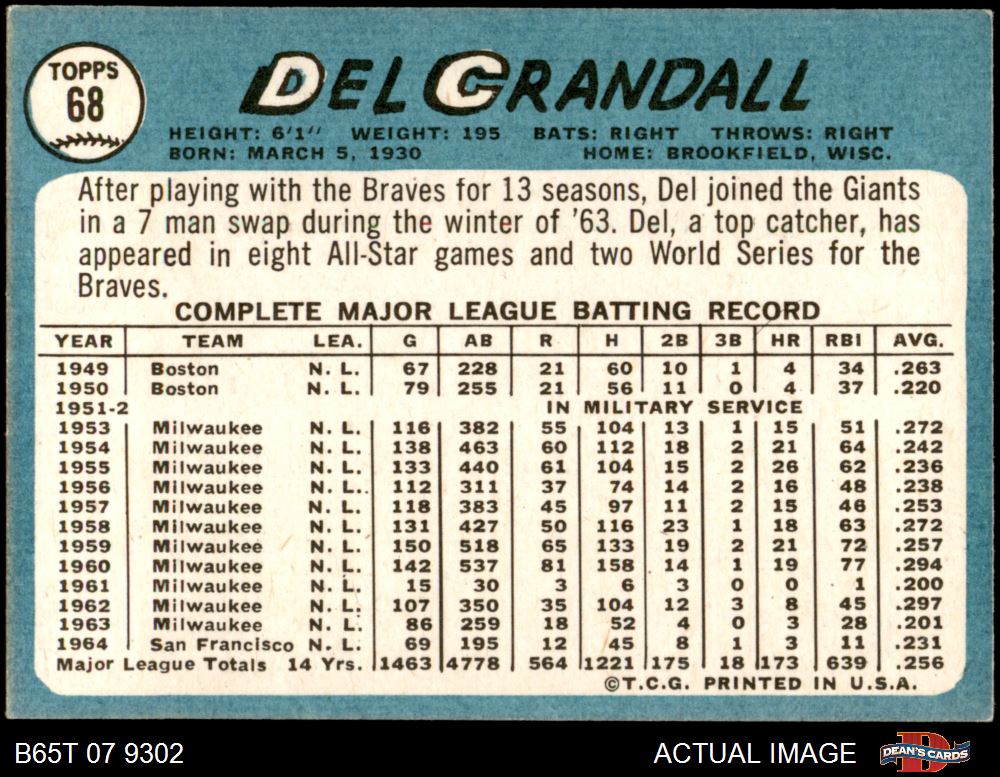 TOPPS
68
DEL CRANDALL
HEIGHT: 6'1" WEIGHT: 195 BATS: RIGHT THROWS: RIGHT
BORN: MARCH 5, 1930 HOME: BROOKFIELD, WISC.
After playing with the Braves for 13 seasons, Del joined the Giants
in a 7 man swap during the winter of '63. Del, a top catcher, has
appeared in eight All-Star games and two World Series for the
Braves.
COMPLETE MAJOR LEAGUE BATTING RECORD
YEAR TEAM LEA. G AB R H 2B 3B HR RBI AVG.
1949 Boston N. L. 67 228 21 60 10 1 4 34 .263
1950 Boston N. L. 79 255 21 56 11 0 4 37 .220
1951-2 IN MILITARY SERVICE
1953 Milwaukee N. L. 116 382 55 104 13 1 15 51 .272
1954 Milwaukee N. L. 138 463 60 112 18 2 21 64 .242
1955 Milwaukee N. L. 133 440 61 104 15 2 26 62 .236
1956 Milwaukee N. L.. 112 311 37 74 14 2 16 48 .238
1957 Milwaukee N. L. 118 383 45 97 11 2 15 46 .253
1958 Milwaukee N. L. 131 427 50 116 23 1 18 63 .272
1959 Milwaukee N. L. 150 518 65 133 19 2 21 72 .257
1960 Milwaukee N. L. 142 537 81 158 14 1 19 77 .294
1961 Milwaukee N. L. 15 30 3 6 3 0 0 1 .200
1962 Milwaukee N. L. 107 350 35 104 12 3 8 45 .297
1963 Milwaukee N. L. 86 259 18 52 4 0 3 28 .201
1964 San Francisco N. L. 69 195 12 45 8 1 3 11 .231
Major League Totals 14 Yrs. 1463 4778 564 1221 175 18 173 639 .256
©T.C.G. PRINTED IN U.S.A.
B65T 07 9302 ACTUAL IMAGE DEAN'S CARDS